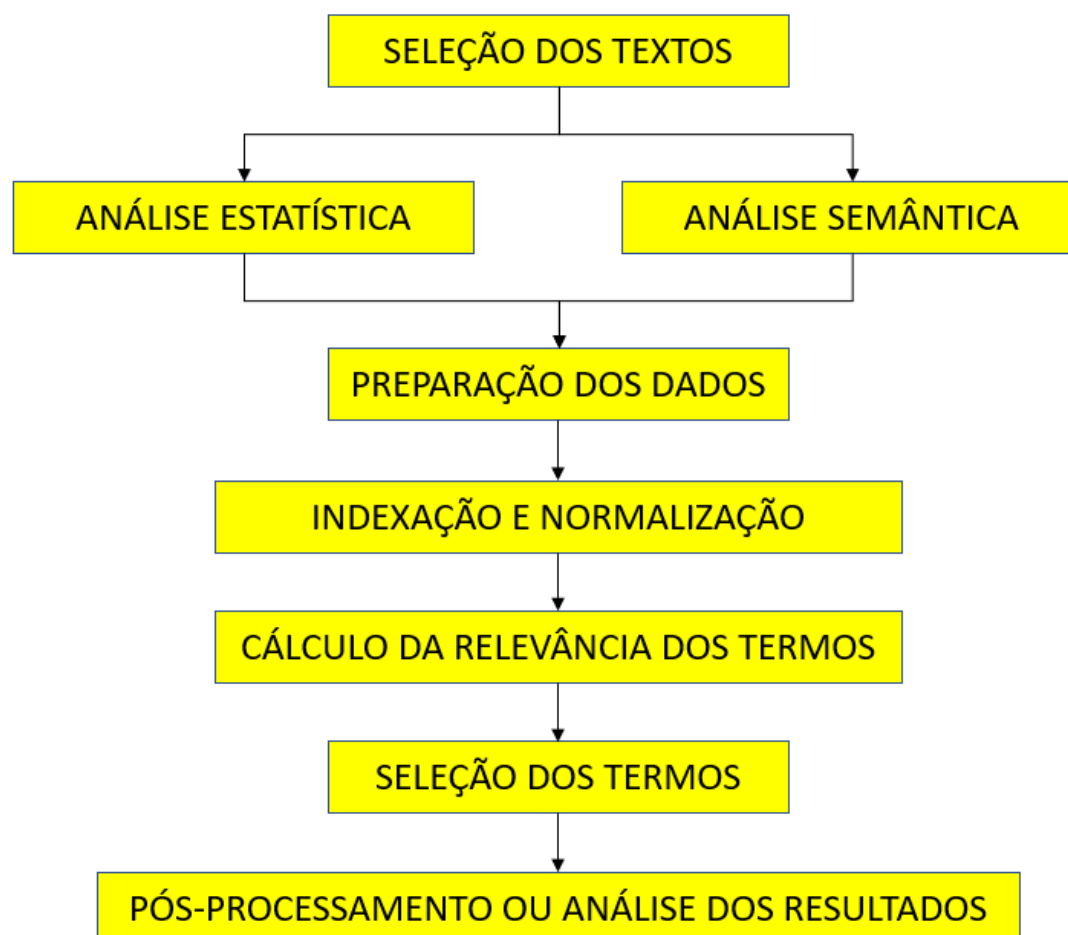 SELEÇÃO DOS TEXTOS
ANÁLISE ESTATÍSTICA
ANÁLISE SEMÂNTICA
PREPARAÇÃO DOS DADOS
INDEXAÇÃO E NORMALIZAÇÃO
CÁLCULO DA RELEVÂNCIA DOS TERMOS
SELEÇÃO DOS TERMOS
PÓS-PROCESSAMENTO OU ANÁLISE DOS RESULTADOS